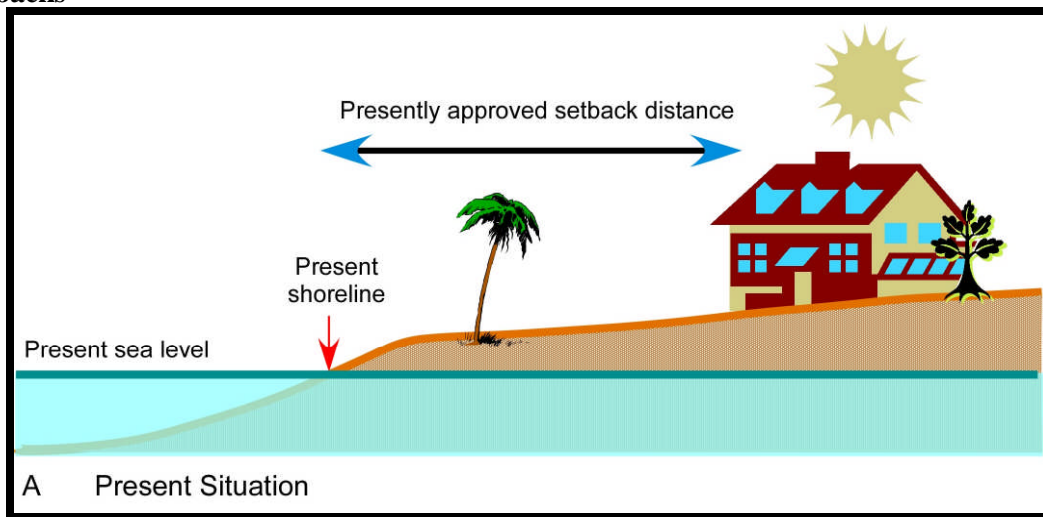 Presently approved setback distance
Present
shoreline
Present sea level
A Present Situation